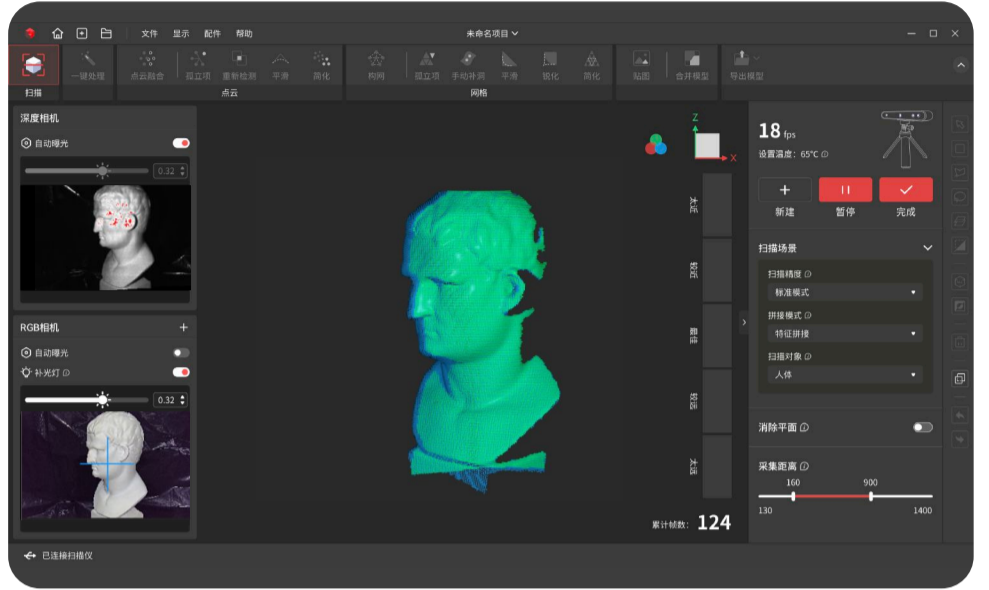 文件 显示 配件 帮助
未命名项目
扫描
一键处理
点云融合 孤立项 重新检测 平滑 简化
点云
构网 孤立项 手动补洞 平滑 锐化 简化
网格
贴图 合并模型
导出模型
深度相机
自动曝光
0.32
RGB相机 +
自动曝光
补光灯
0.32
Z
X
太近
较近
最佳
较远
太远
累计帧数: 124
18 fps
设置温度: 65℃
新建 暂停 完成
扫描场景
扫描精度
标准模式
拼接模式
特征拼接
扫描对象
人体
消除平面
采集距离
160 900
130 1400
已连接扫描仪